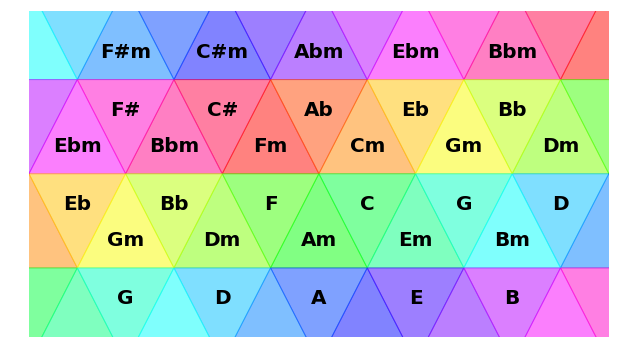 F#m C#m Abm Ebm Bbm
F# C# Ab Eb Bb
Ebm Bbm Fm Cm Gm Dm
Eb Bb F C G D
Gm Dm Am Em Bm
G D A E B